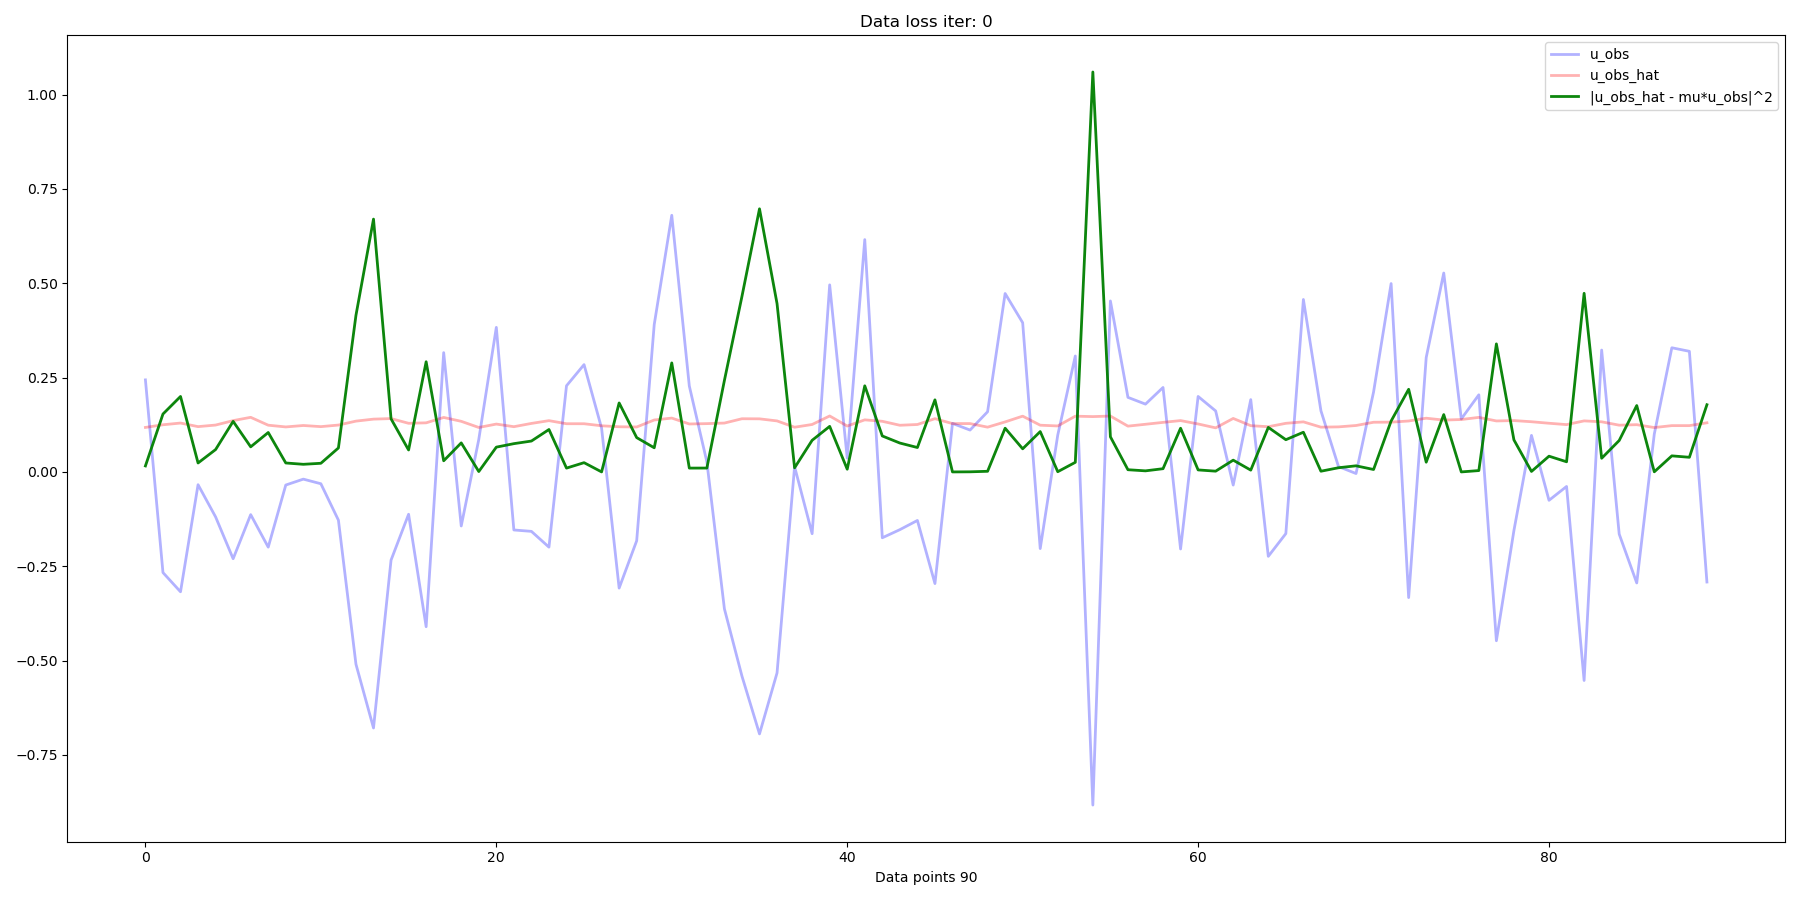 Data loss iter: 0
u_obs
u_obs_hat
|u_obs_hat - mu*u_obs|^2
1.00
0.75
0.50
0.25
0.00
−0.25
−0.50
−0.75
0 20 40 60 80
Data points 90